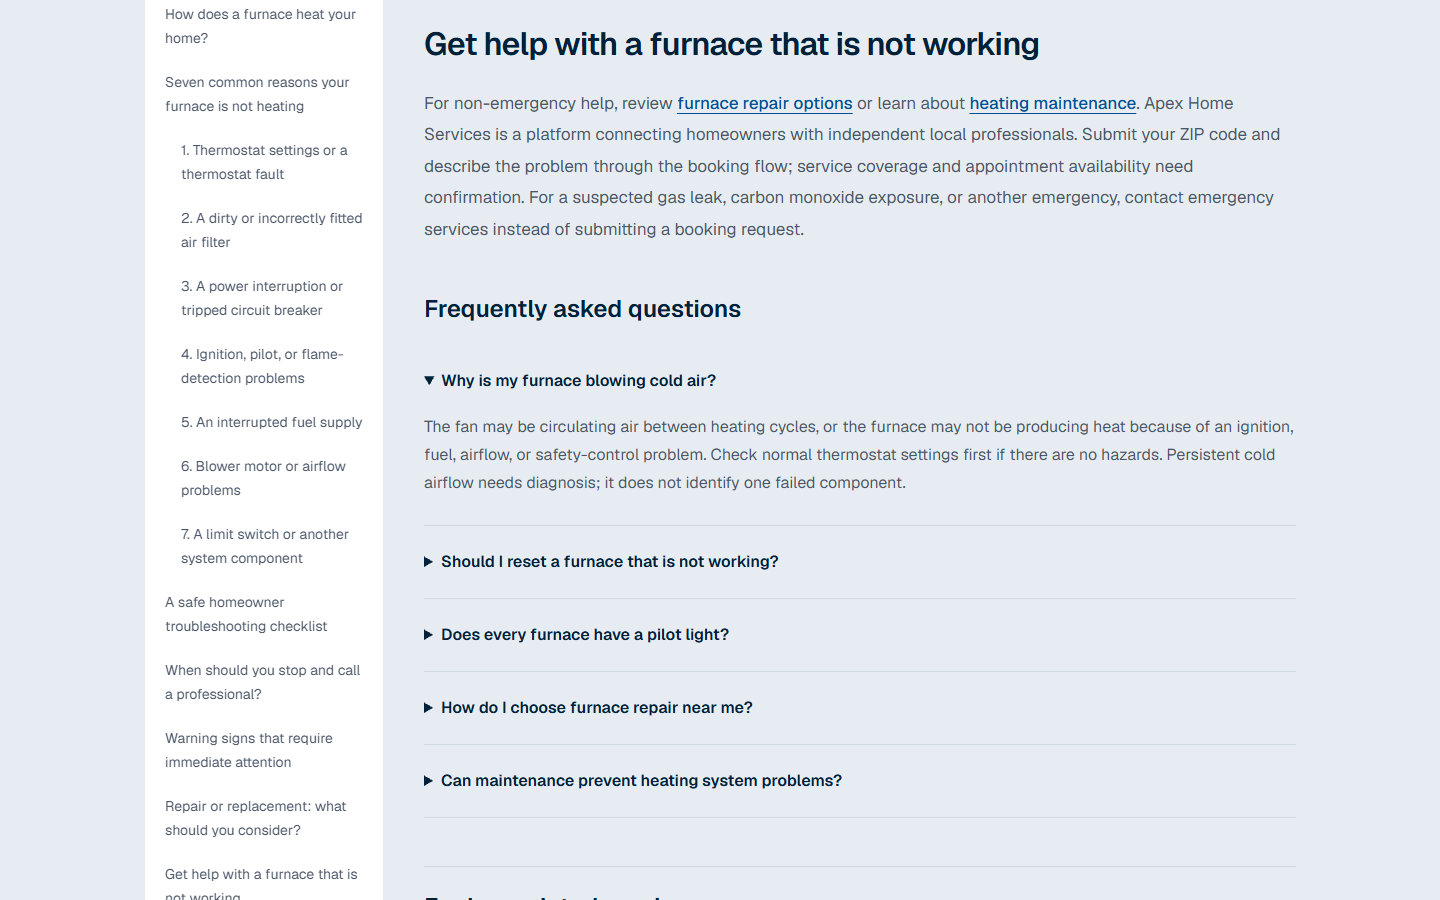 How does a furnace heat your
home?
Seven common reasons your
furnace is not heating
1. Thermostat settings or a
thermostat fault
2. A dirty or incorrectly fitted
air filter
3. A power interruption or
tripped circuit breaker
4. Ignition, pilot, or flame-
detection problems
5. An interrupted fuel supply
6. Blower motor or airflow
problems
7. A limit switch or another
system component
A safe homeowner
troubleshooting checklist
When should you stop and call
a professional?
Warning signs that require
immediate attention
Repair or replacement: what
should you consider?
Get help with a furnace that is
not working
Get help with a furnace that is not working
For non-emergency help, review furnace repair options or learn about heating maintenance. Apex Home
Services is a platform connecting homeowners with independent local professionals. Submit your ZIP code and
describe the problem through the booking flow; service coverage and appointment availability need
confirmation. For a suspected gas leak, carbon monoxide exposure, or another emergency, contact emergency
services instead of submitting a booking request.
Frequently asked questions
Why is my furnace blowing cold air?
The fan may be circulating air between heating cycles, or the furnace may not be producing heat because of an ignition,
fuel, airflow, or safety-control problem. Check normal thermostat settings first if there are no hazards. Persistent cold
airflow needs diagnosis; it does not identify one failed component.
Should I reset a furnace that is not working?
Does every furnace have a pilot light?
How do I choose furnace repair near me?
Can maintenance prevent heating system problems?